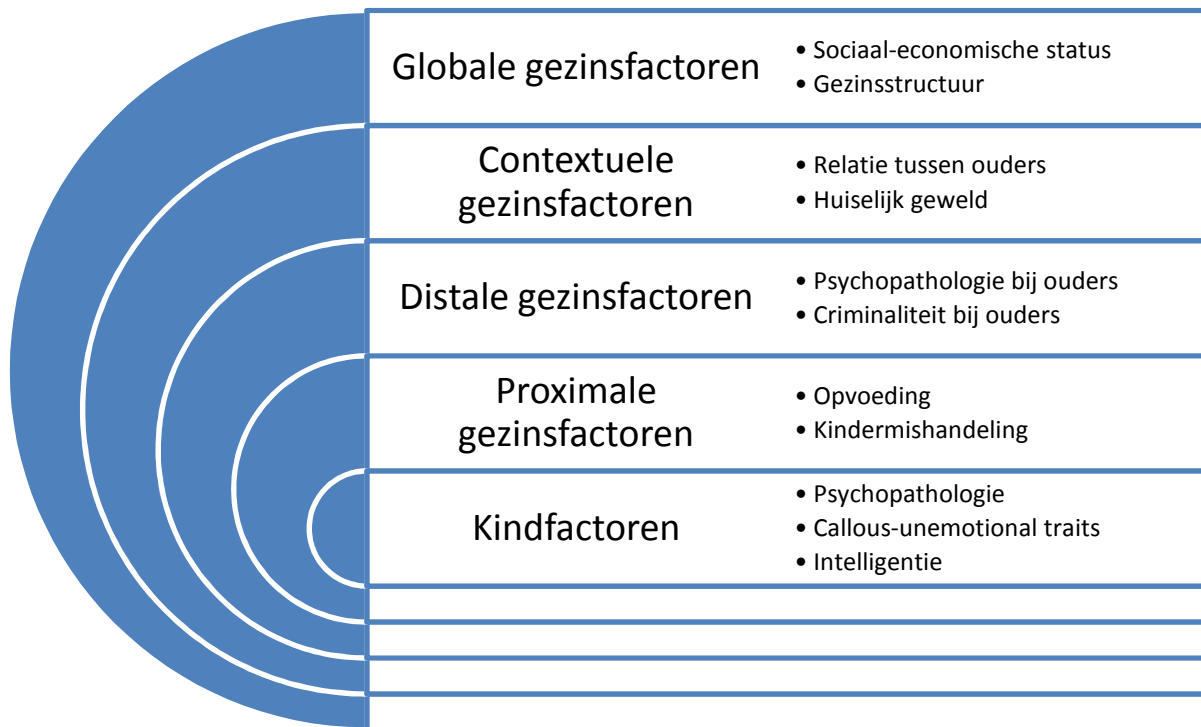 Globale gezinsfactoren
• Sociaal-economische status
• Gezinsstructuur
Contextuele
gezinsfactoren
• Relatie tussen ouders
• Huiselijk geweld
Distale gezinsfactoren
• Psychopathologie bij ouders
• Criminaliteit bij ouders
Proximale
gezinsfactoren
• Opvoeding
• Kindermishandeling
Kindfactoren
• Psychopathologie
• Callous-unemotional traits
• Intelligentie